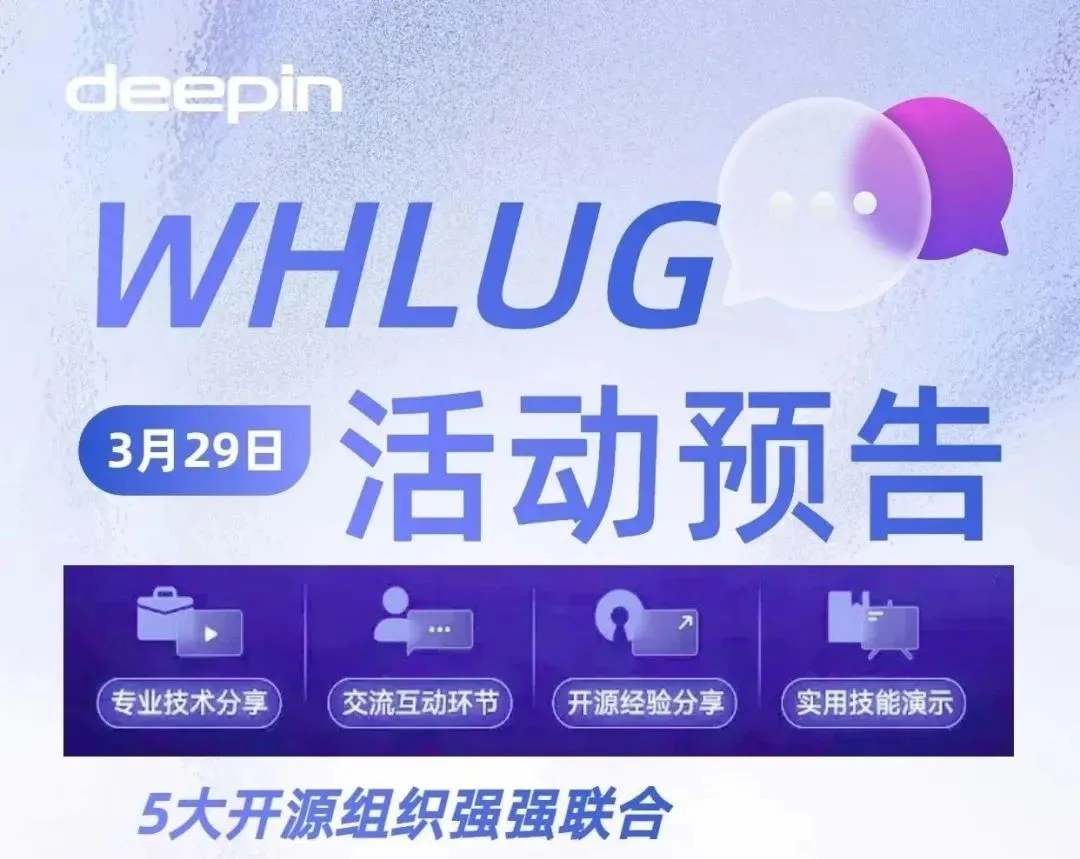 deepin
WHLUG
3月29日
活动预告
专业技术分享
交流互动环节
开源经验分享
实用技能演示
5大开源组织强强联合